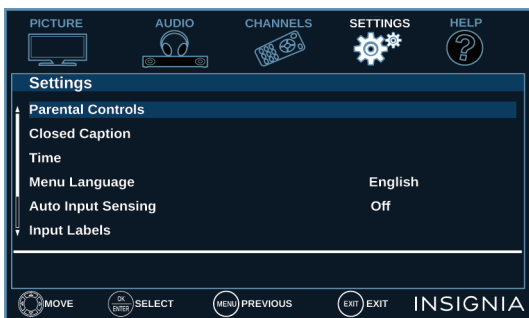 PICTURE AUDIO CHANNELS SETTINGS HELP
Settings
Parental Controls
Closed Caption
Time
Menu Language English
Auto Input Sensing Off
Input Labels
MOVE OK ENTER SELECT MENU PREVIOUS EXIT EXIT INSIGNIA